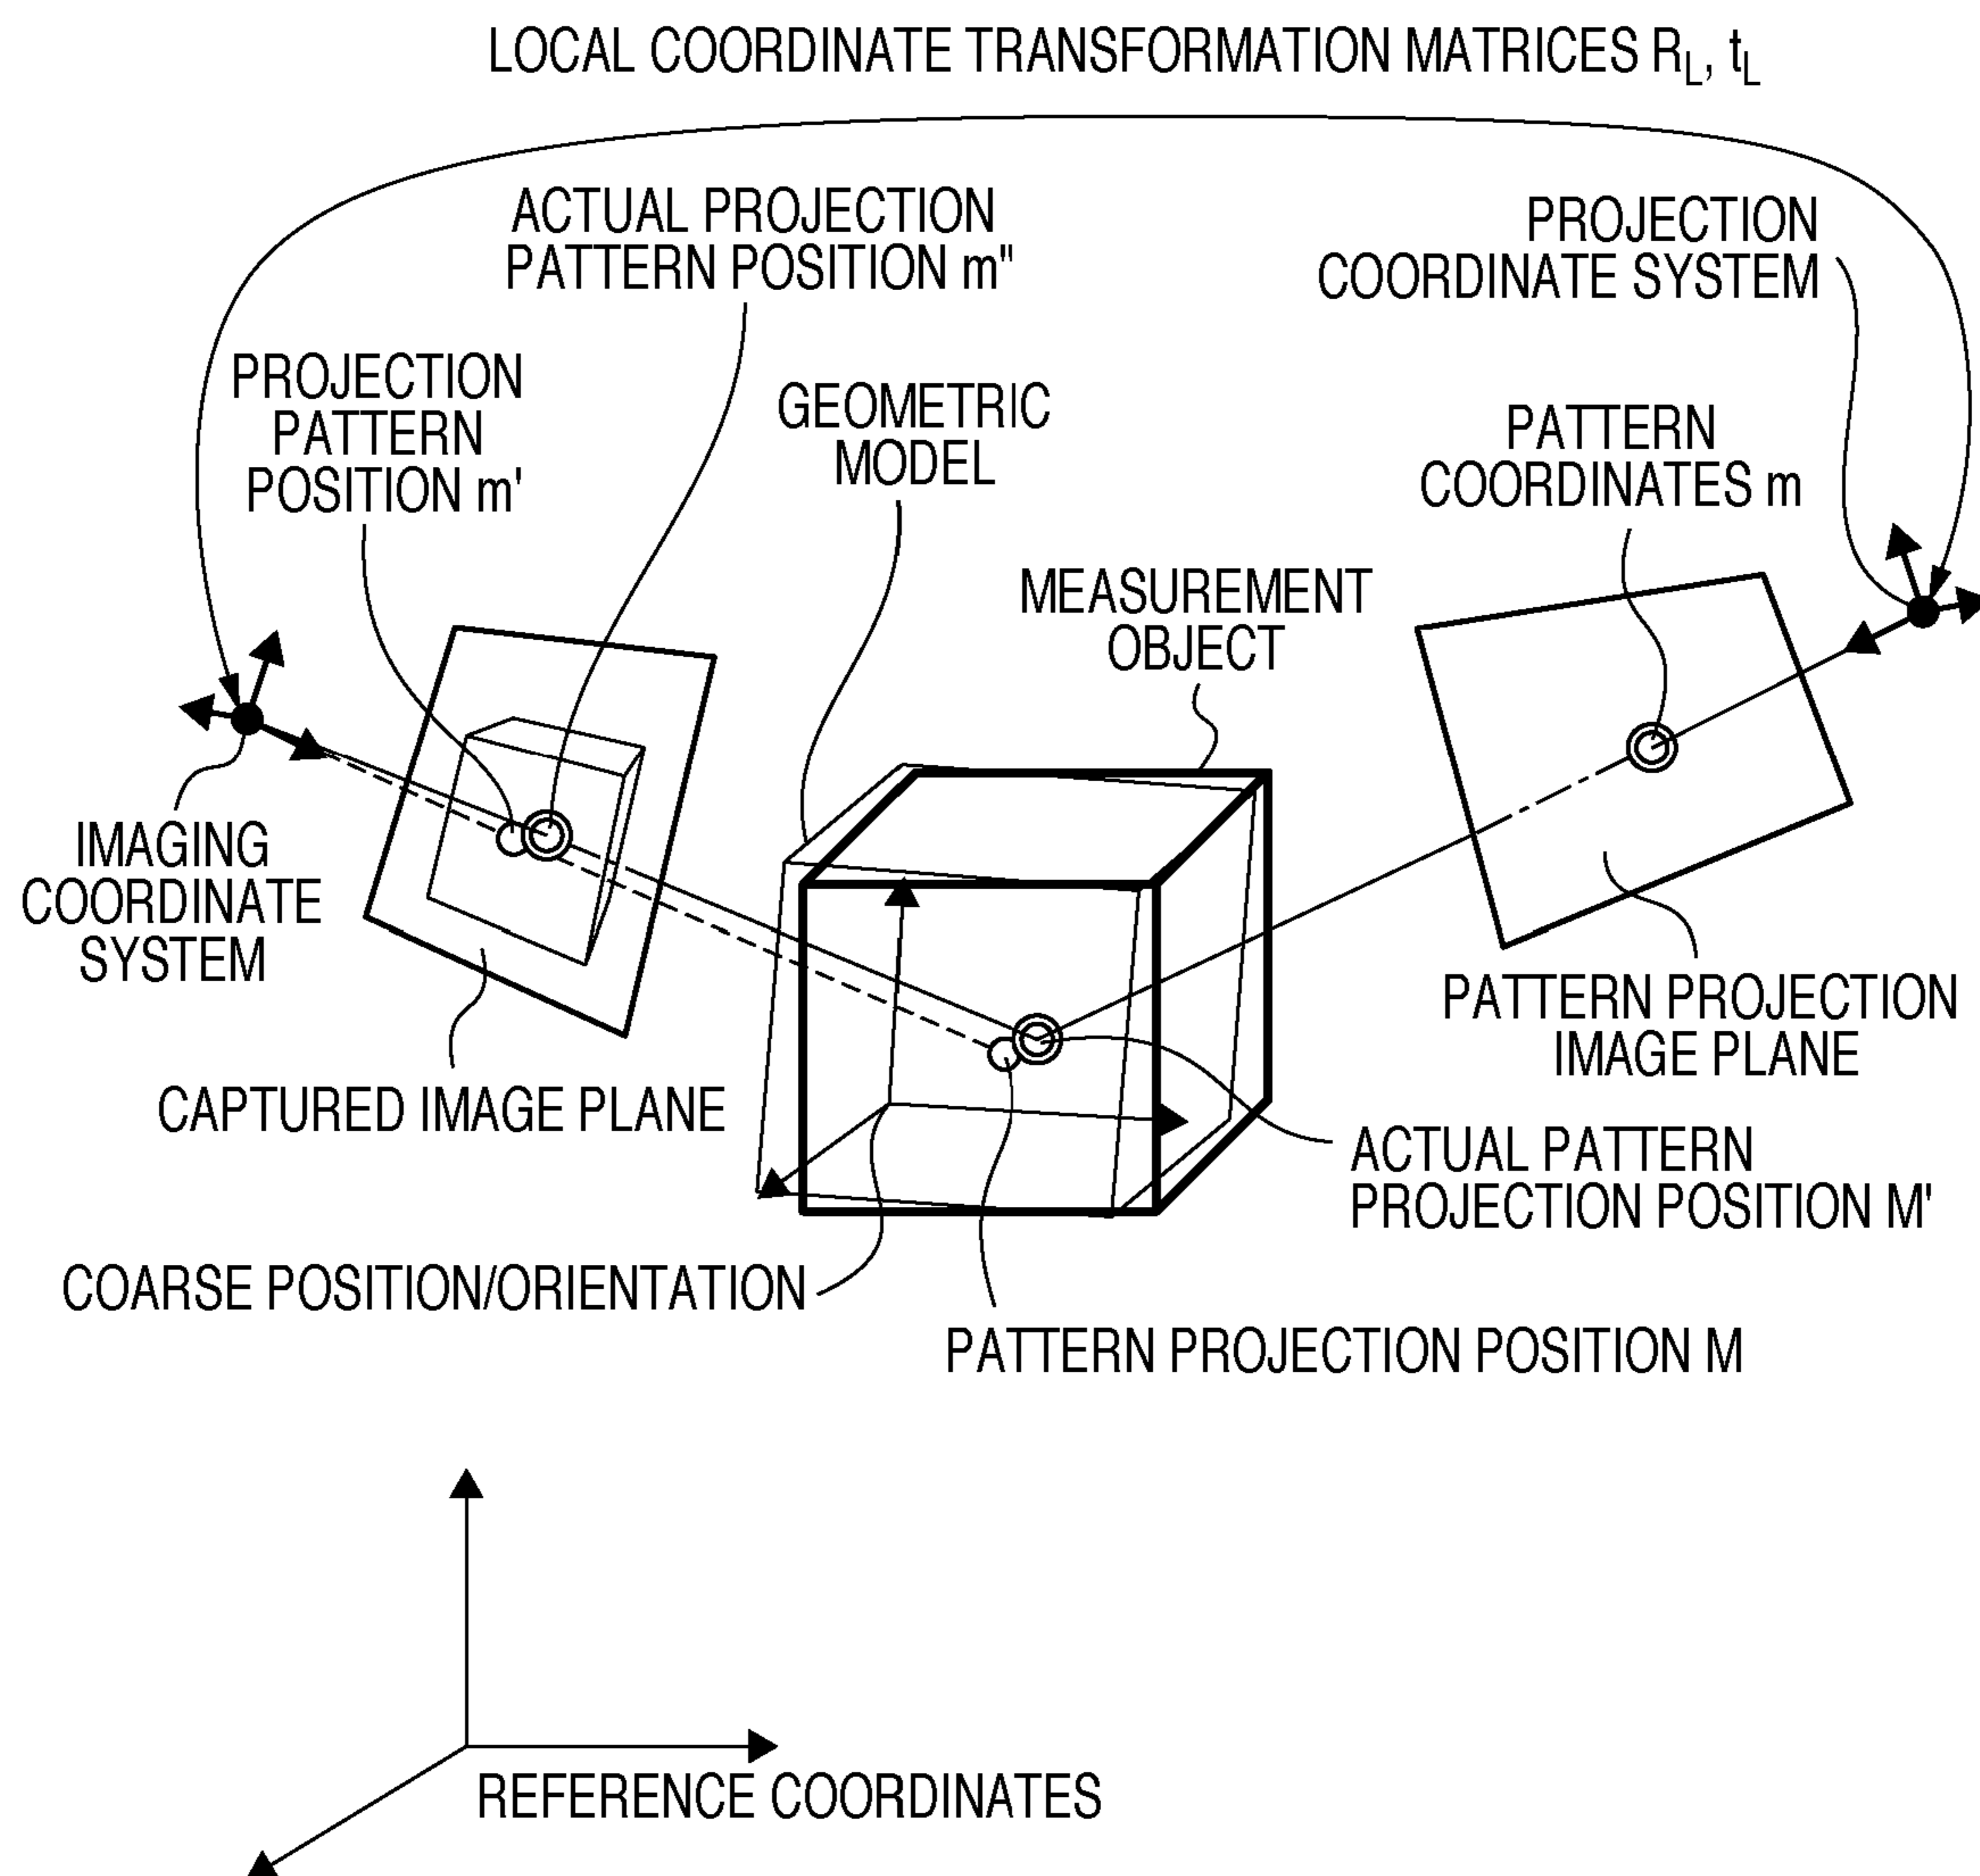 LOCAL COORDINATE TRANSFORMATION MATRICES RL, tL
ACTUAL PROJECTION
PATTERN POSITION m"
PROJECTION
COORDINATE SYSTEM
PROJECTION
PATTERN
POSITION m'
GEOMETRIC
MODEL
PATTERN
COORDINATES m
MEASUREMENT
OBJECT
IMAGING
COORDINATE
SYSTEM
PATTERN PROJECTION
IMAGE PLANE
CAPTURED IMAGE PLANE
ACTUAL PATTERN
PROJECTION POSITION M'
COARSE POSITION/ORIENTATION
PATTERN PROJECTION POSITION M
REFERENCE COORDINATES